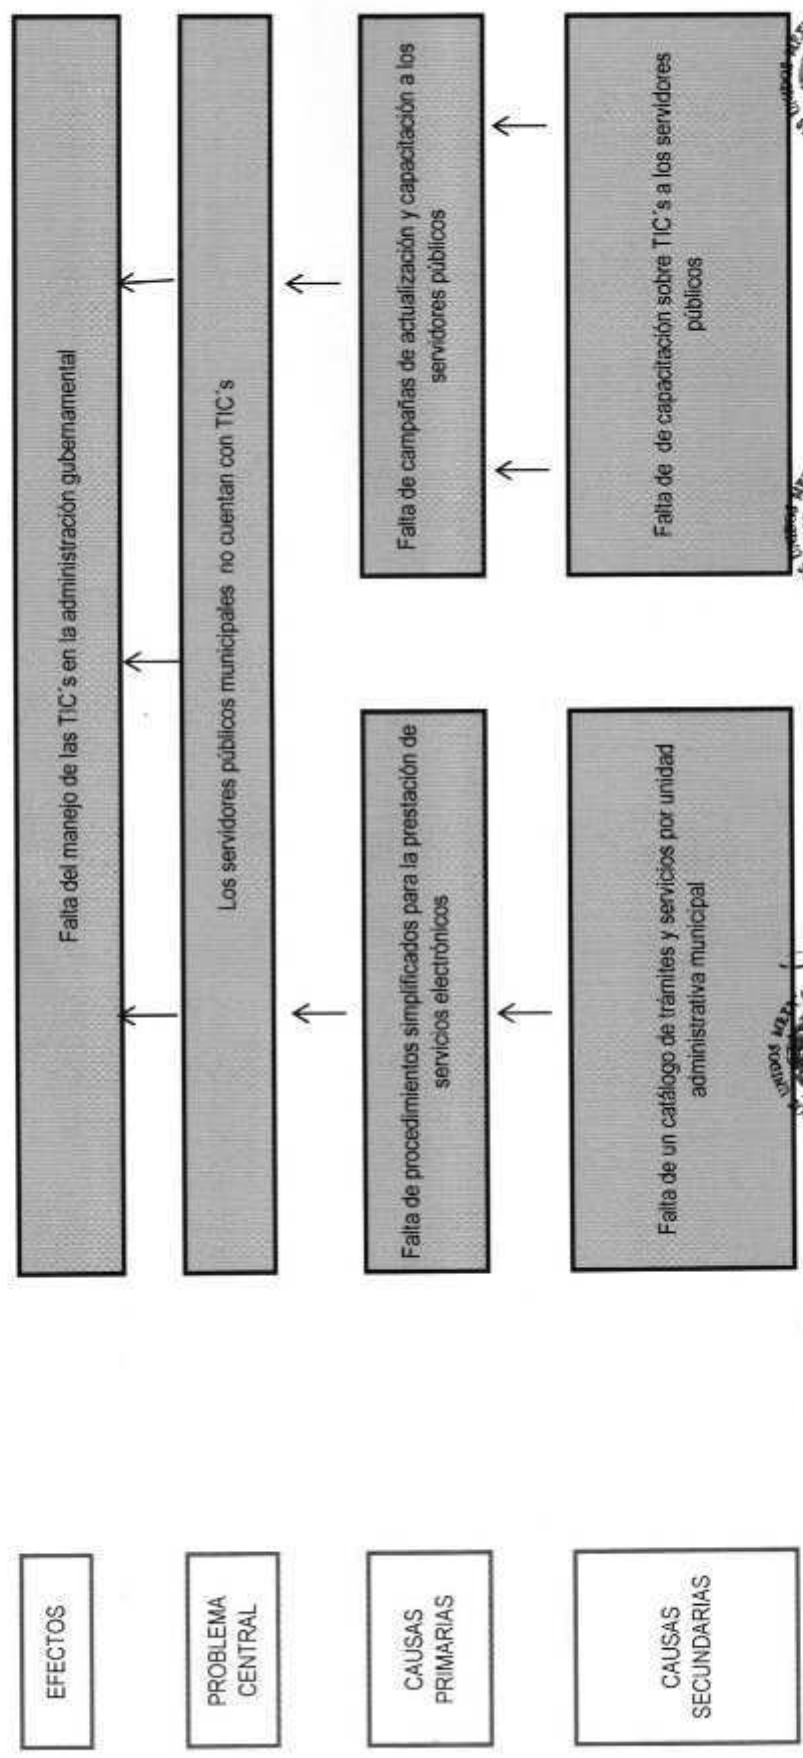 EFECTOS
Falta del manejo de las TIC´s en la administración gubernamental
PROBLEMA
CENTRAL
Los servidores públicos municipales no cuentan con TIC´s
CAUSAS
PRIMARIAS
Falta de procedimientos simplificados para la prestación de
servicios electrónicos
Falta de campañas de actualización y capacitación a los
servidores públicos
CAUSAS
SECUNDARIAS
Falta de un catálogo de trámites y servicios por unidad
administrativa municipal
Falta de de capacitación sobre TIC´s a los servidores
públicos
UNIDOS
UNIDOS
UNIDOS